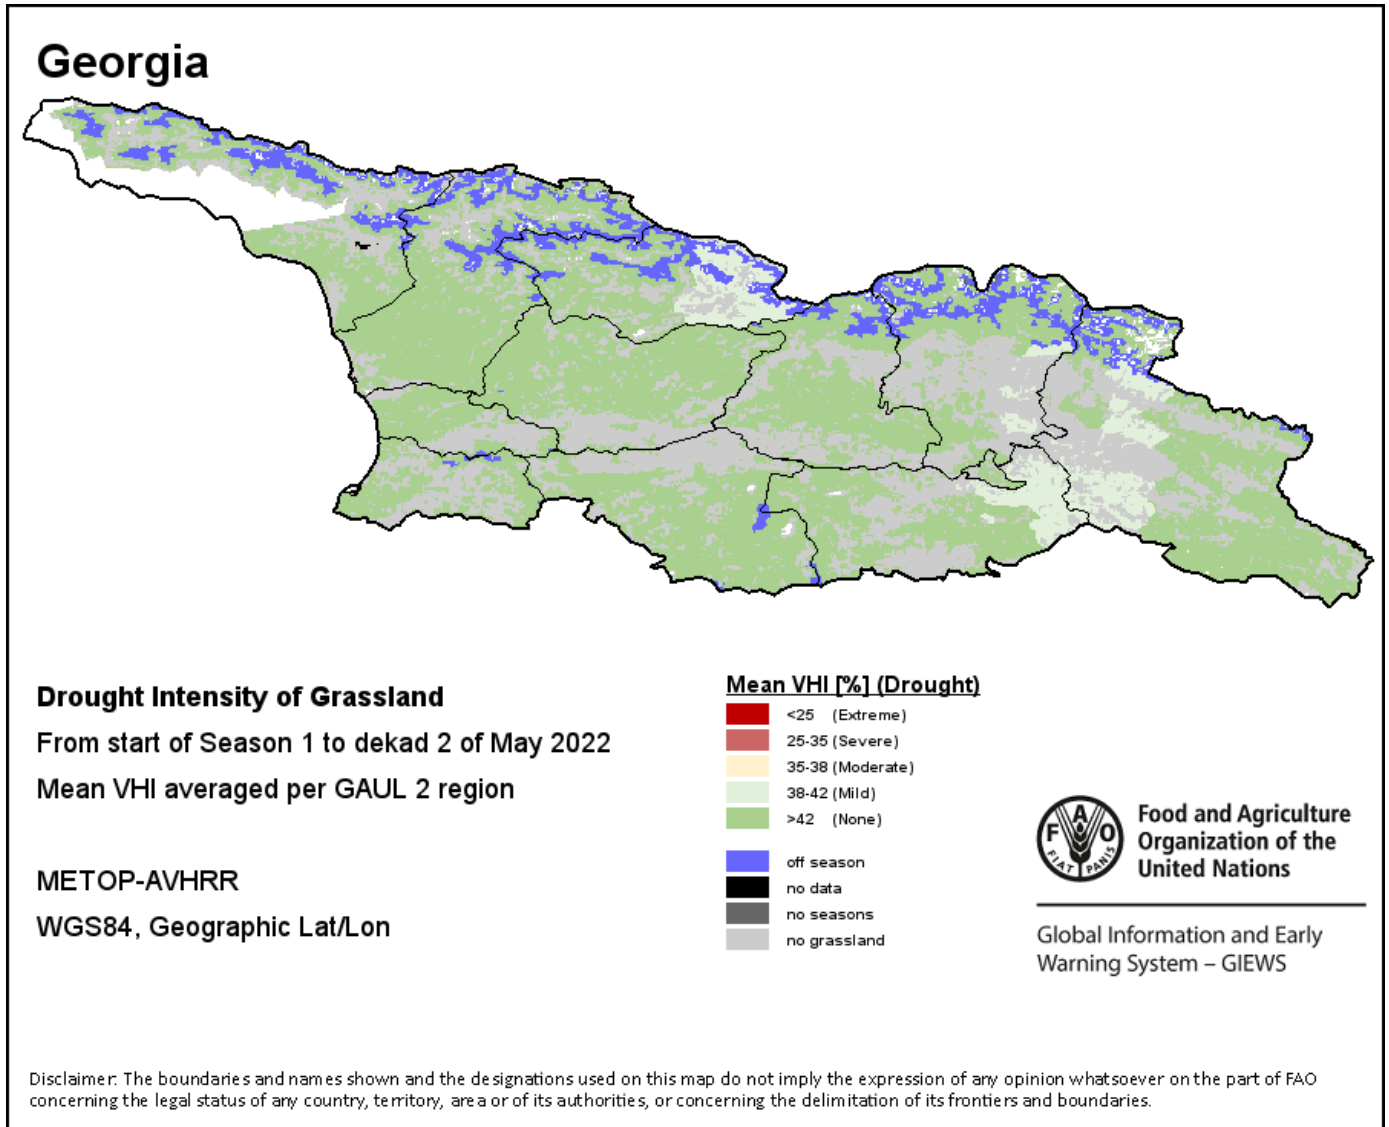 Georgia
Drought Intensity of Grassland
From start of Season 1 to dekad 2 of May 2022
Mean VHI averaged per GAUL 2 region
METOP-AVHRR
WGS84, Geographic Lat/Lon
Mean VHI [%] (Drought)
<25 (Extreme)
25-35 (Severe)
35-38 (Moderate)
38-42 (Mild)
>42 (None)
off season
no data
no seasons
no grassland
F A O
FIAT PANIS
Food and Agriculture
Organization of the
United Nations
Global Information and Early
Warning System – GIEWS
Disclaimer: The boundaries and names shown and the designations used on this map do not imply the expression of any opinion whatsoever on the part of FAO
concerning the legal status of any country, territory, area or of its authorities, or concerning the delimitation of its frontiers and boundaries.